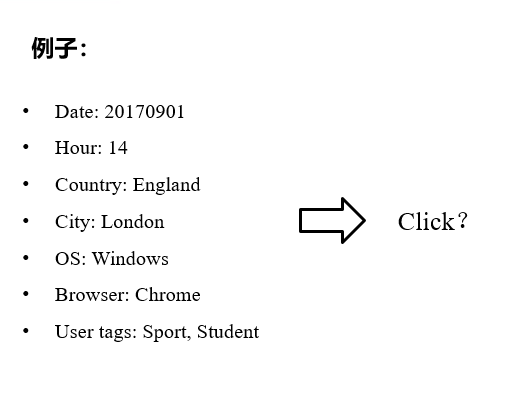 例子：
• Date: 20170901
• Hour: 14
• Country: England
• City: London
• OS: Windows
• Browser: Chrome
• User tags: Sport, Student
Click？